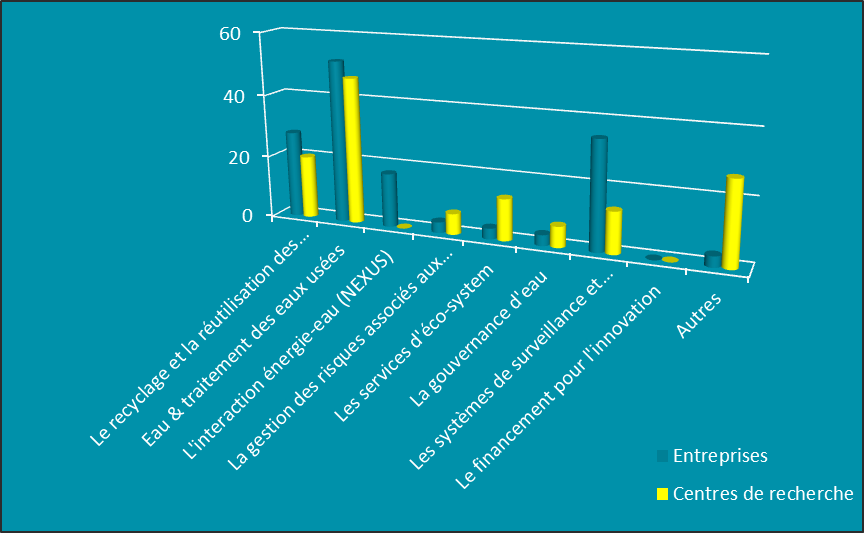 60
40
20
0
Le recyclage et la réutilisation des...
Eau & traitement des eaux usées
L'interaction énergie-eau (NEXUS)
La gestion des risques associés aux...
Les services d'éco-system
La gouvernance d'eau
Les systèmes de surveillance et...
Le financement pour l'innovation
Autres
Entreprises
Centres de recherche